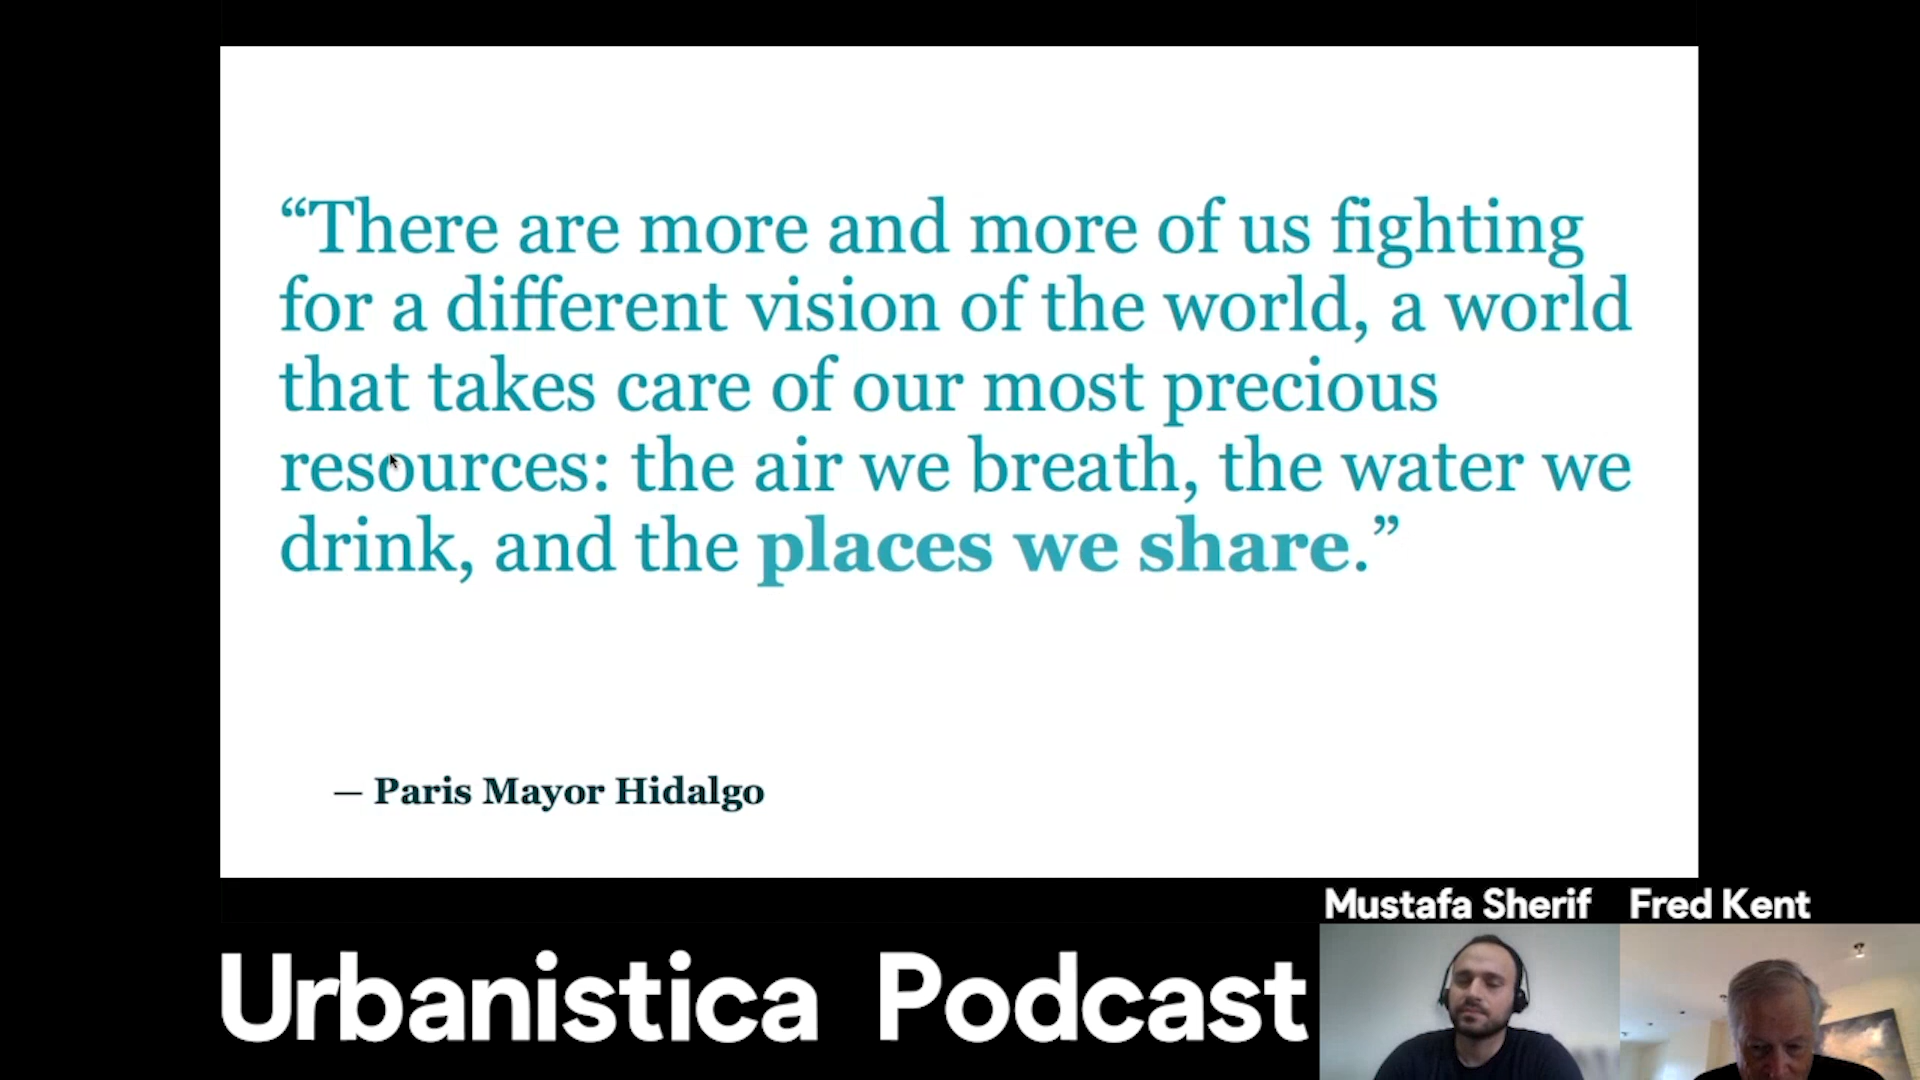 “There are more and more of us fighting
for a different vision of the world, a world
that takes care of our most precious
resources: the air we breath, the water we
drink, and the places we share.”
— Paris Mayor Hidalgo
Mustafa Sherif
Fred Kent
Urbanistica Podcast